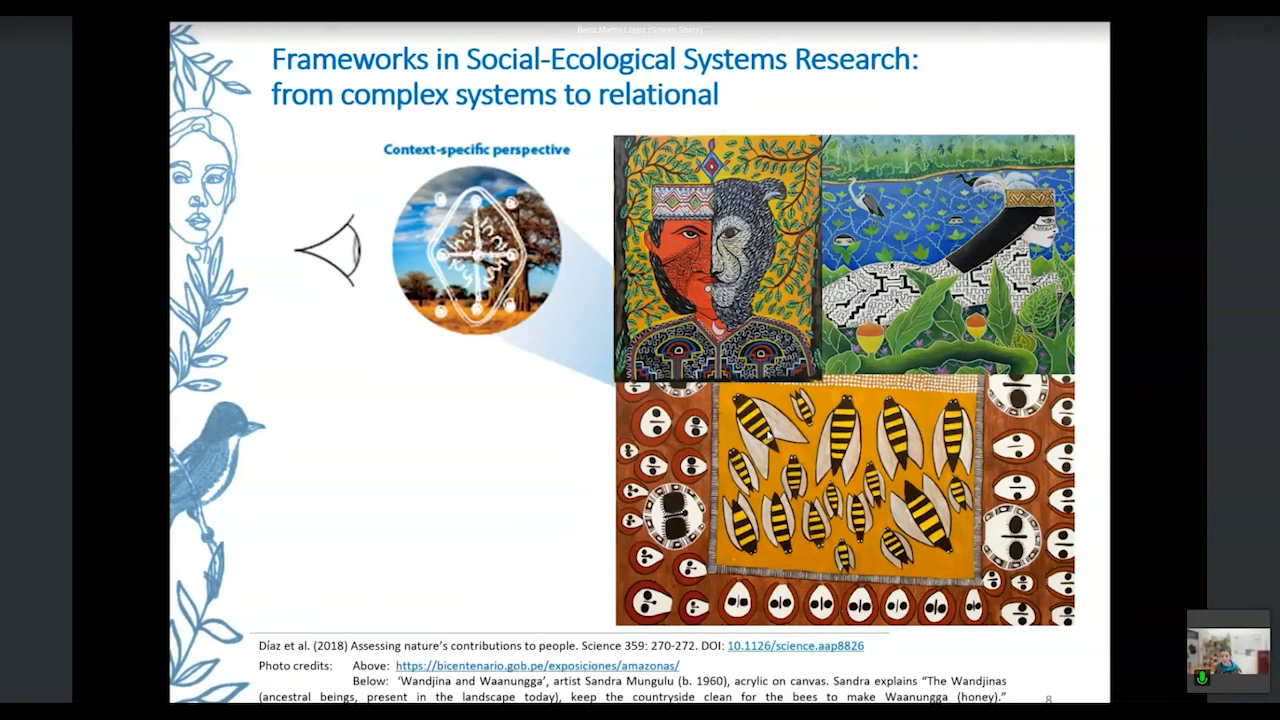 Frameworks in Social-Ecological Systems Research:
from complex systems to relational
Context-specific perspective
Díaz et al. (2018) Assessing nature's contributions to people. Science 359: 270-272. DOI: 10.1126/science.aap8826
Photo credits: Above: https://bicentenario.gob.pe/exposiciones/amazonas/
Below: ‘Wandjina and Waanungga’, artist Sandra Mungulu (b. 1960), acrylic on canvas. Sandra explains “The Wandjinas
(ancestral beings, present in the landscape today), keep the countryside clean for the bees to make Waanungga (honey).”
8